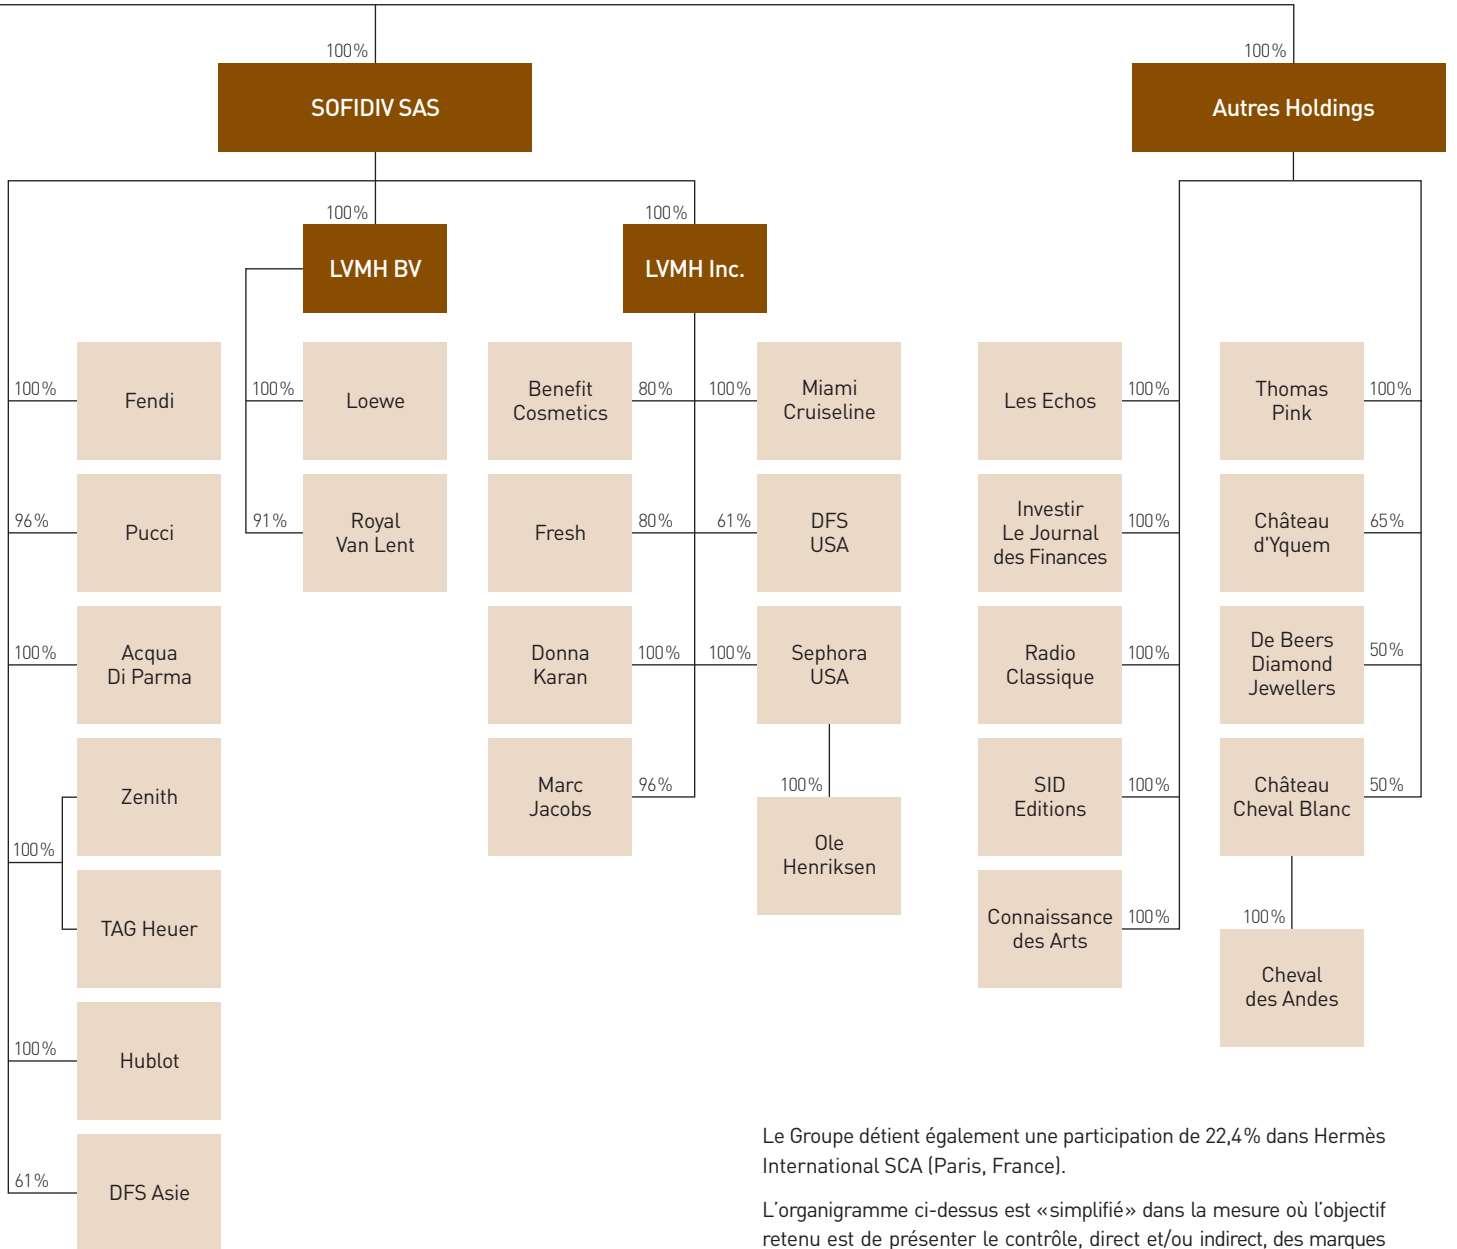 100%
SOFIDIV SAS
100%
Autres Holdings
100%
LVMH BV
100%
LVMH Inc.
100%
Fendi
96%
Pucci
100%
Acqua
Di Parma
100%
Zenith
TAG Heuer
100%
Hublot
61%
DFS Asie
100%
Loewe
91%
Royal
Van Lent
Benefit
Cosmetics
80%
Fresh
80%
Donna
Karan
100%
Marc
Jacobs
96%
100%
Miami
Cruiseline
61%
DFS
USA
100%
Sephora
USA
100%
Ole
Henriksen
Les Echos
100%
Investir
Le Journal
des Finances
100%
Radio
Classique
100%
SID
Editions
100%
Connaissance
des Arts
100%
Thomas
Pink
100%
Château
d'Yquem
65%
De Beers
Diamond
Jewellers
50%
Château
Cheval Blanc
50%
100%
Cheval
des Andes
Le Groupe détient également une participation de 22,4% dans Hermès
International SCA (Paris, France).
L'organigramme ci-dessus est «simplifié» dans la mesure où l'objectif
retenu est de présenter le contrôle, direct et/ou indirect, des marques